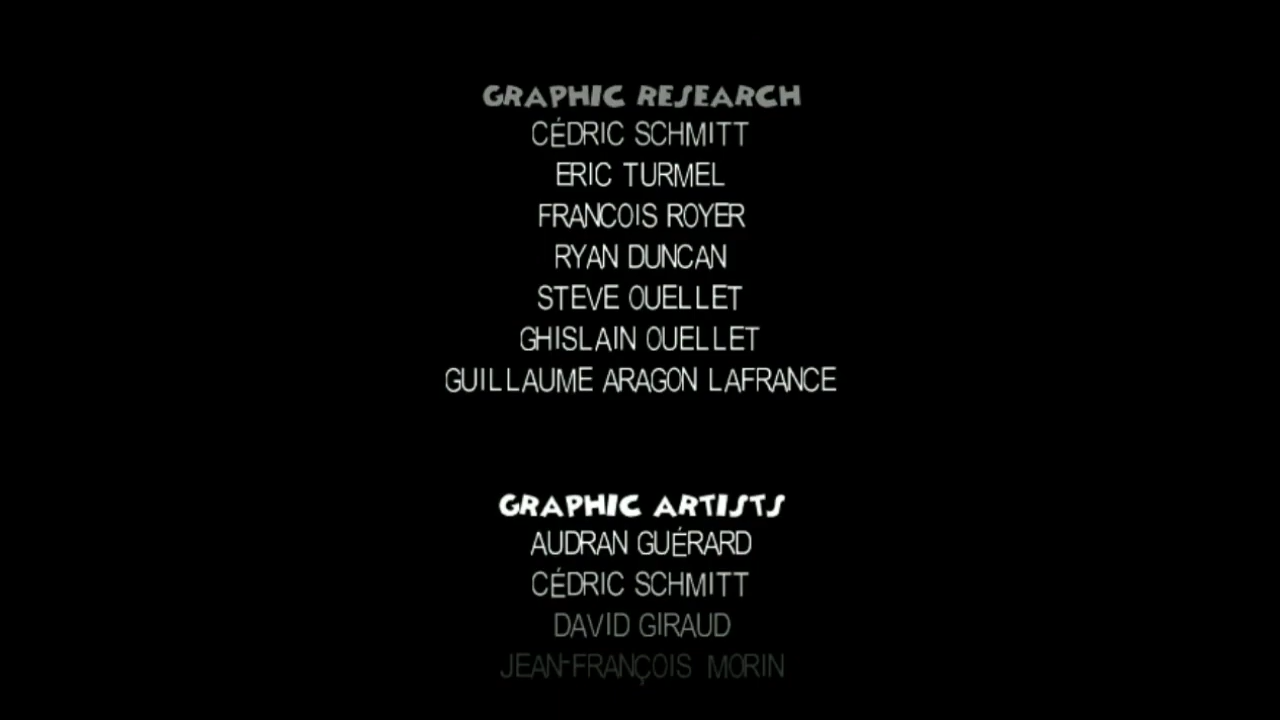 GRAPHIC RESEARCH
CÉDRIC SCHMITT
ERIC TURMEL
FRANCOIS ROYER
RYAN DUNCAN
STEVE OUELLET
GHISLAIN OUELLET
GUILLAUME ARAGON LAFRANCE
GRAPHIC ARTISTS
AUDRAN GUÉRARD
CÉDRIC SCHMITT
DAVID GIRAUD
JEAN-FRANÇOIS MORIN